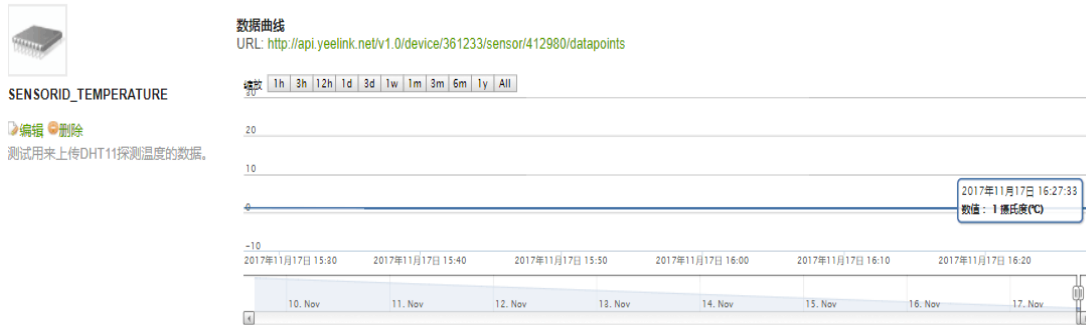 数据曲线
URL: http://api.yeelink.net/v1.0/device/361233/sensor/412980/datapoints
缩放 1h 3h 12h 1d 3d 1w 1m 3m 6m 1y All
SENSORID_TEMPERATURE
编辑 删除
测试用来上传DHT11探测温度的数据。
30
20
10
0
-10
2017年11月17日 16:27:33
数值： 1 摄氏度(℃)
2017年11月17日 15:30 2017年11月17日 15:40 2017年11月17日 15:50 2017年11月17日 16:00 2017年11月17日 16:10 2017年11月17日 16:20
10. Nov 11. Nov 12. Nov 13. Nov 14. Nov 15. Nov 16. Nov 17. Nov